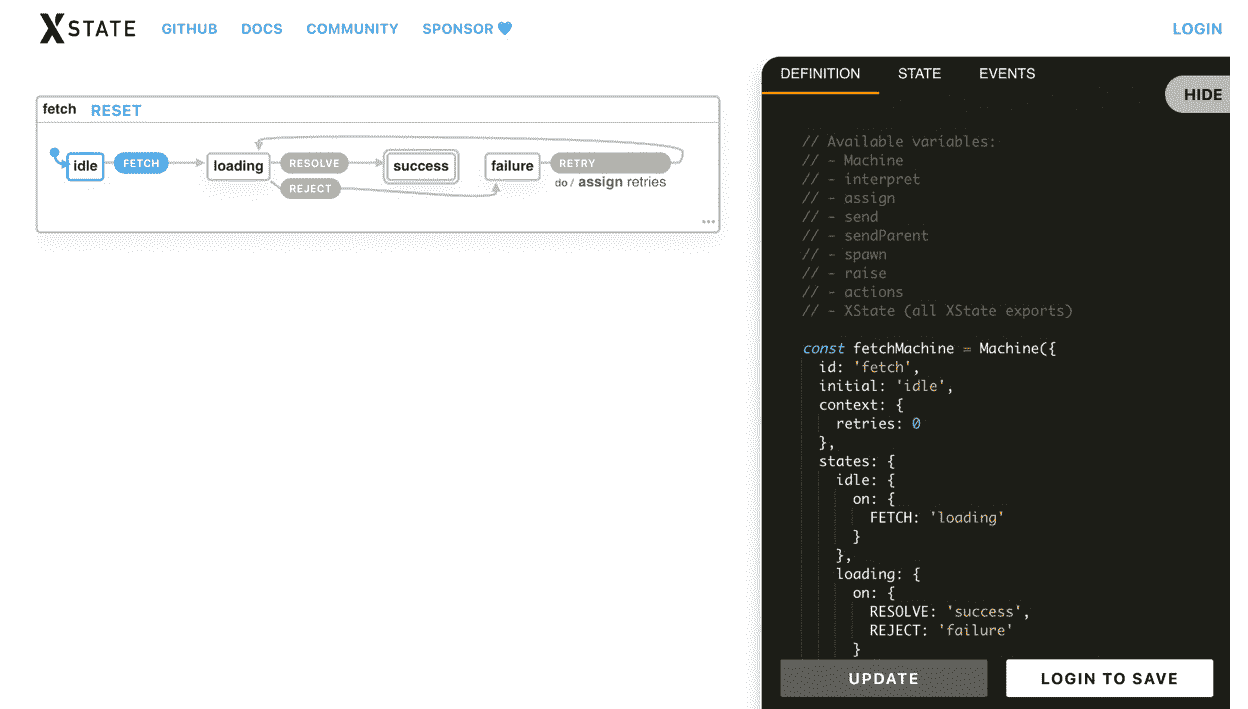 XSTATE GITHUB DOCS COMMUNITY SPONSOR LOGIN
fetch RESET
idle FETCH loading RESOLVE success failure RETRY
REJECT
do / assign retries
DEFINITION STATE EVENTS
HIDE
// Available variables:
// - Machine
// - interpret
// - assign
// - send
// - sendParent
// - spawn
// - raise
// - actions
// - XState (all XState exports)
const fetchMachine = Machine({
id: 'fetch',
initial: 'idle',
context: {
retries: 0
},
states: {
idle: {
on: {
FETCH: 'loading'
}
},
loading: {
on: {
RESOLVE: 'success',
REJECT: 'failure'
}
UPDATE LOGIN TO SAVE